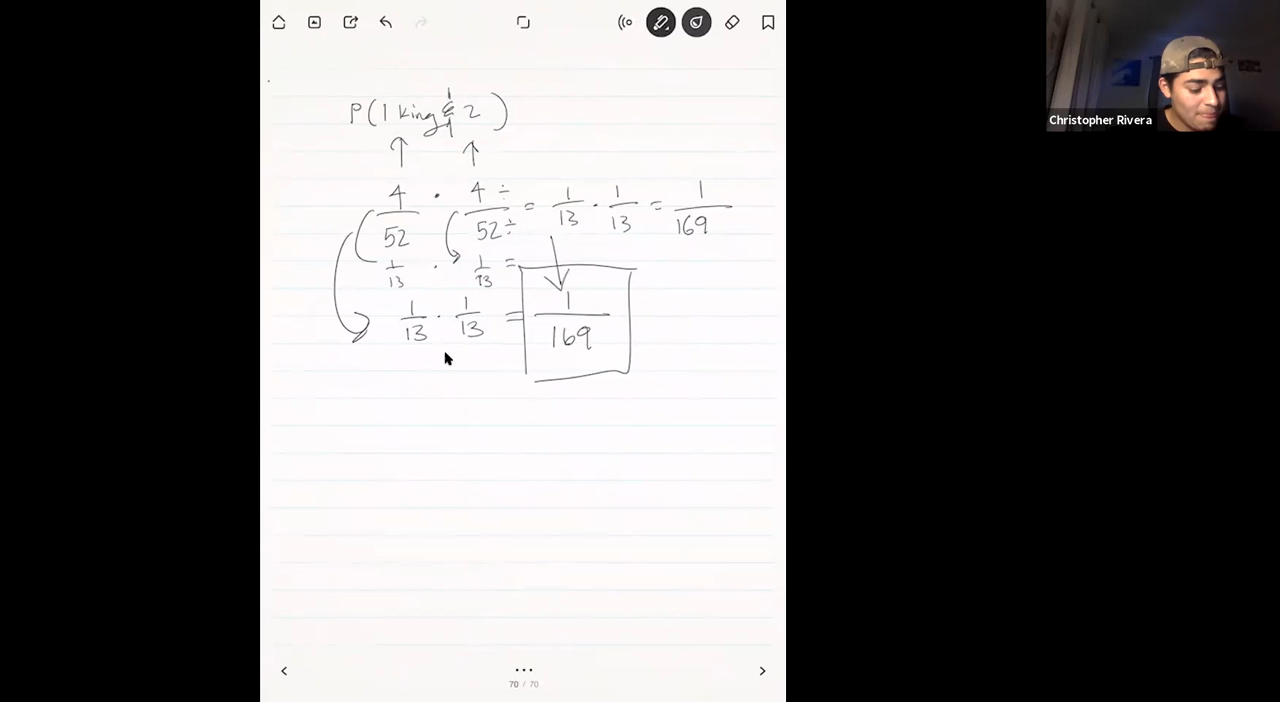 Christopher Rivera
P(1 king & 2)
4/52 · 4÷/52÷ = 1/13 · 1/13 = 1/169
1/13 · 1/13 =
1/13 · 1/13 = 1/169
70 / 70